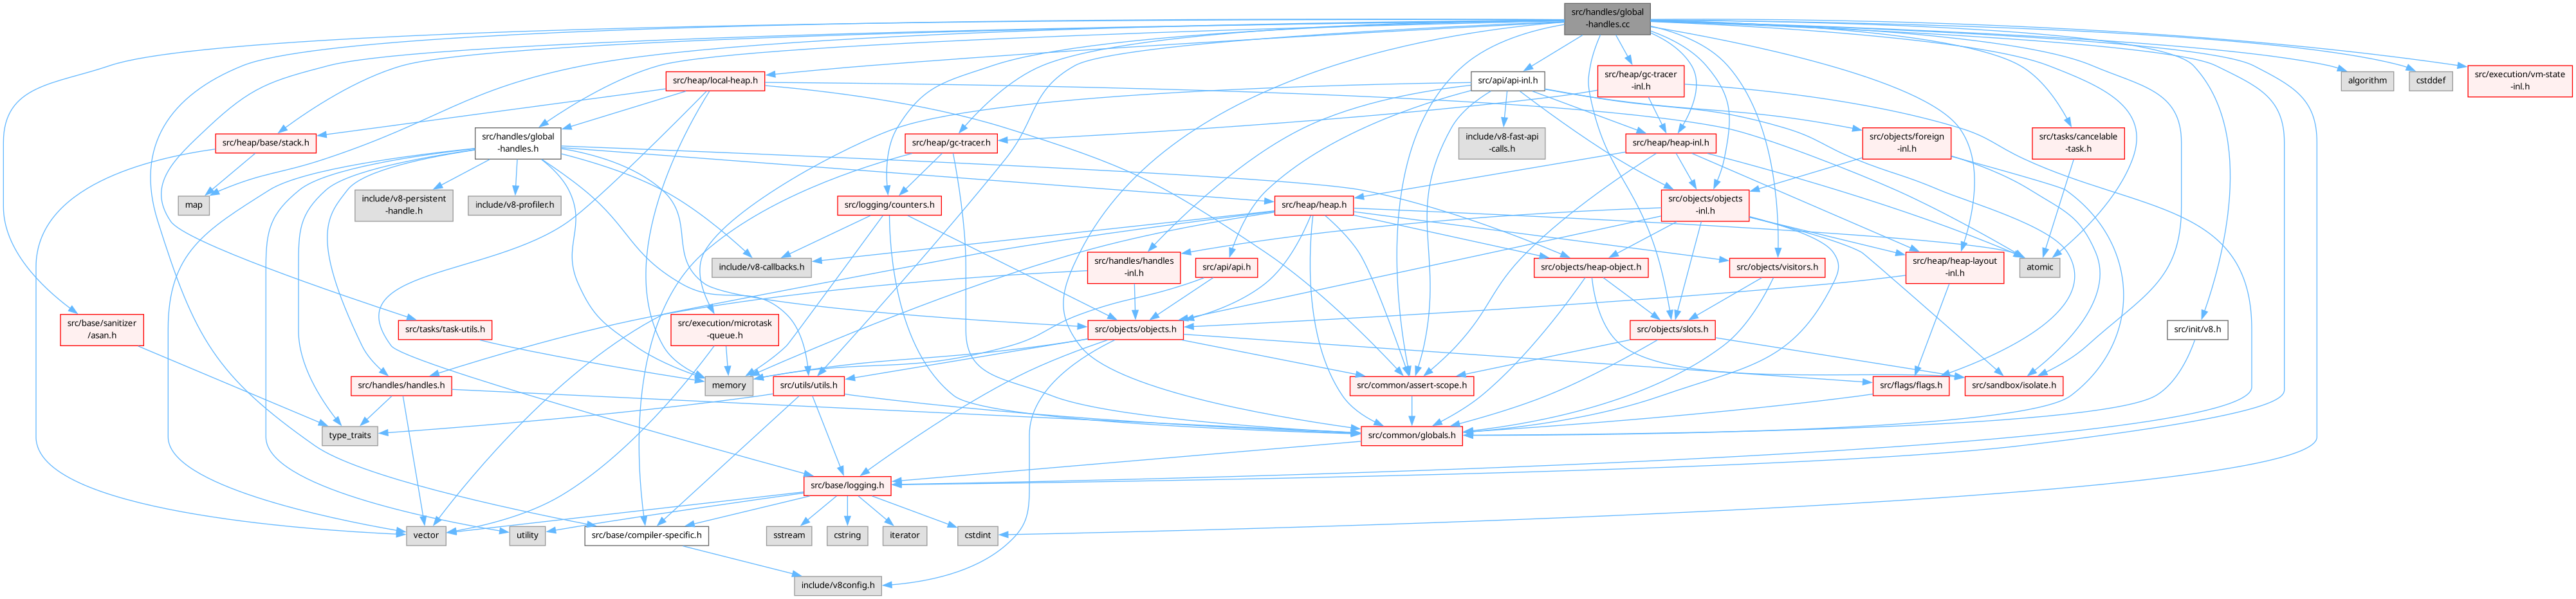 src/handles/global
-handles.cc
src/heap/local-heap.h
src/heap/gc-tracer
-inl.h
src/api/api-inl.h
algorithm
cstddef
src/execution/vm-state
-inl.h
src/heap/base/stack.h
src/handles/global
-handles.h
src/heap/gc-tracer.h
include/v8-fast-api
-calls.h
src/heap/heap-inl.h
src/objects/foreign
-inl.h
src/tasks/cancelable
-task.h
map
include/v8-persistent
-handle.h
include/v8-profiler.h
src/logging/counters.h
src/heap/heap.h
src/objects/objects
-inl.h
include/v8-callbacks.h
src/handles/handles
-inl.h
src/api/api.h
src/objects/heap-object.h
src/objects/visitors.h
src/heap/heap-layout
-inl.h
atomic
src/base/sanitizer
/asan.h
src/tasks/task-utils.h
src/execution/microtask
-queue.h
src/objects/objects.h
src/objects/slots.h
src/init/v8.h
src/handles/handles.h
memory
src/utils/utils.h
src/common/assert-scope.h
src/flags/flags.h
src/sandbox/isolate.h
type_traits
src/common/globals.h
src/base/logging.h
vector
utility
src/base/compiler-specific.h
sstream
cstring
iterator
cstdint
include/v8config.h